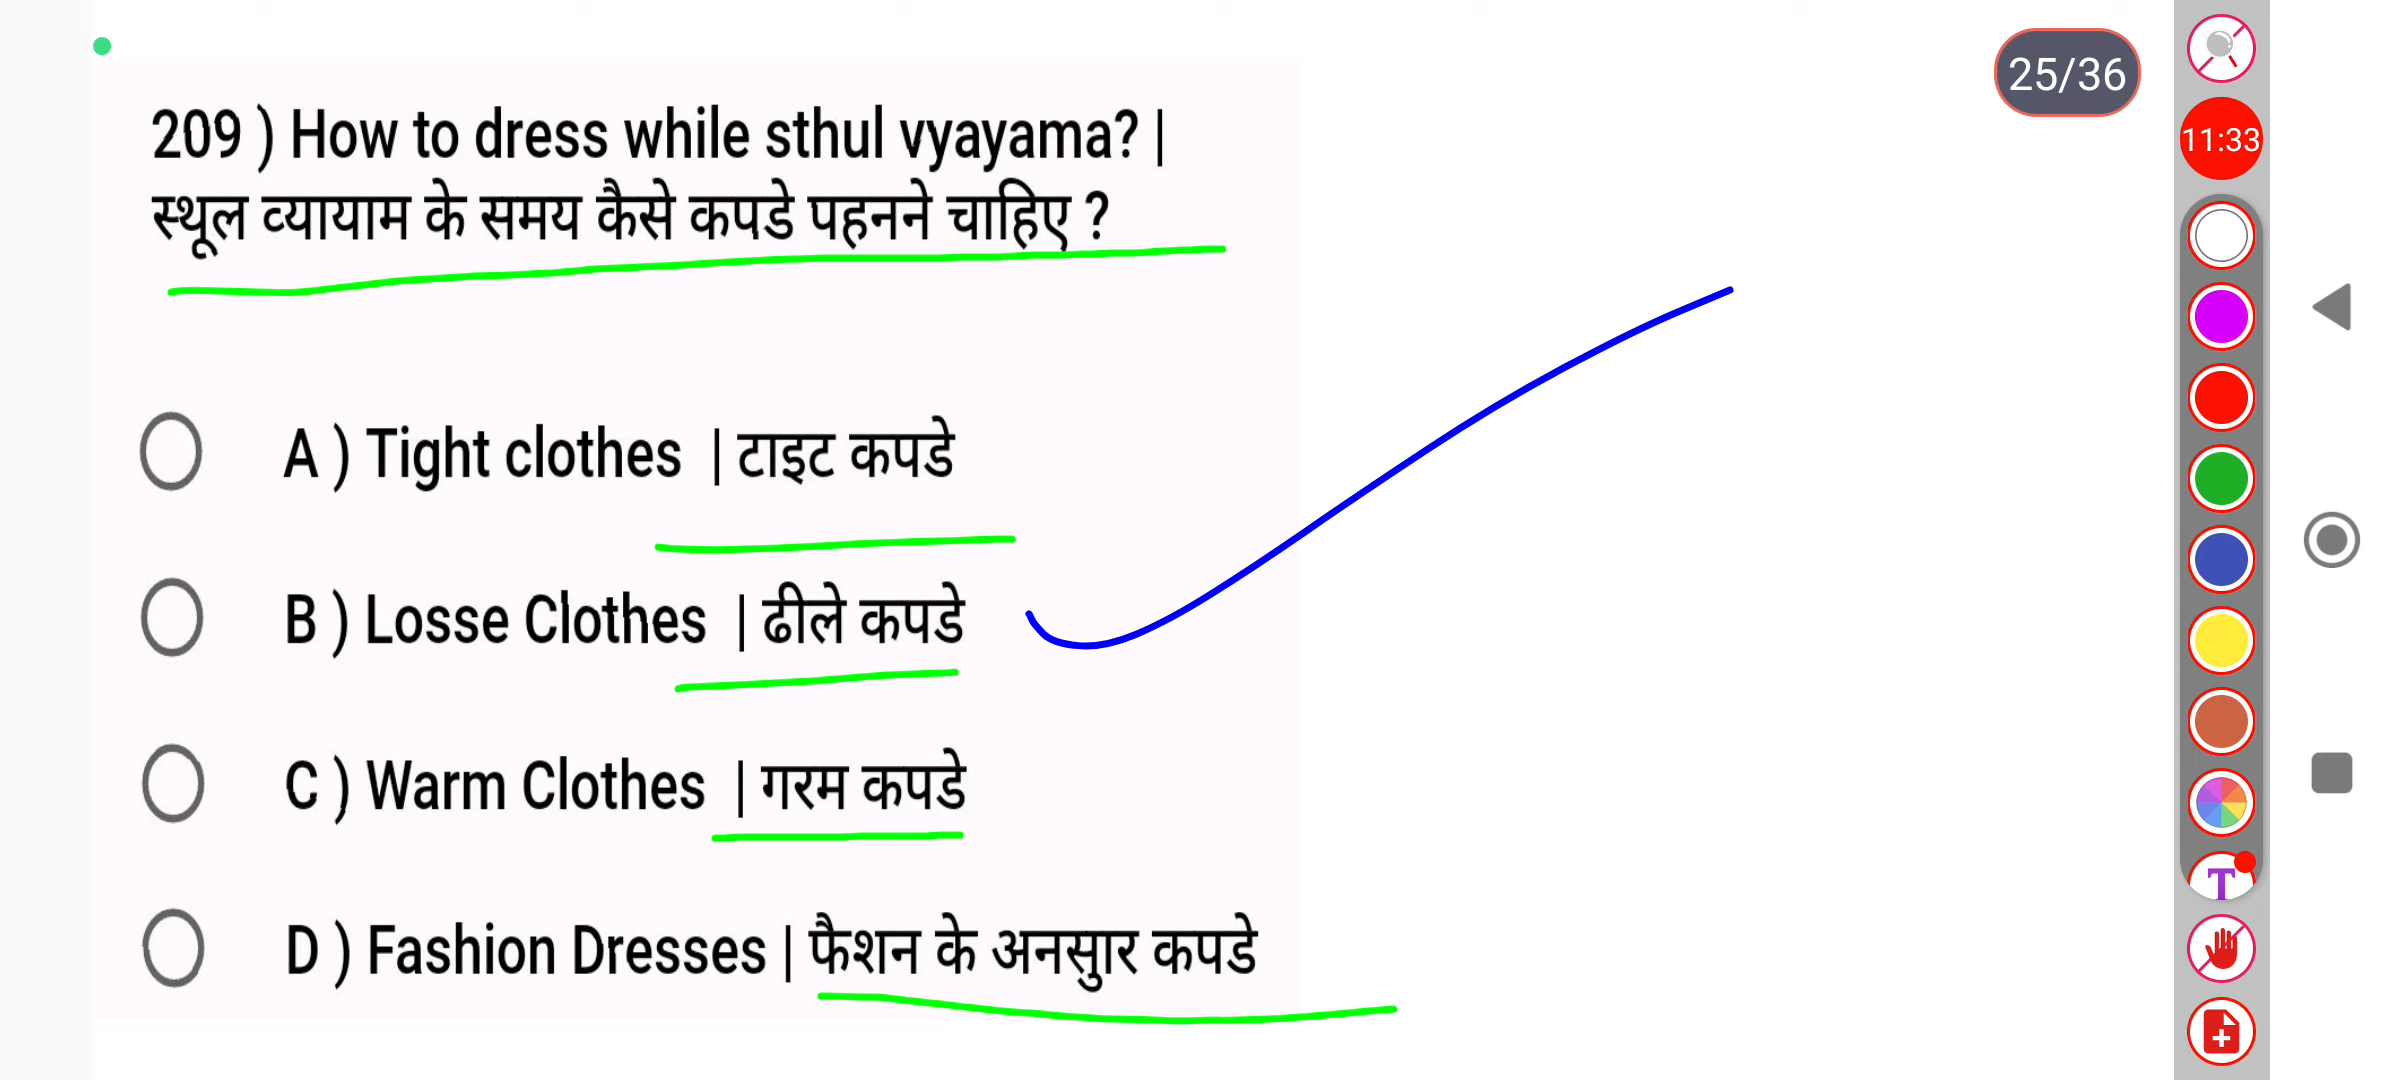 25/36
11:33
209 ) How to dress while sthul vyayama? |
स्थूल व्यायाम के समय कैसे कपडे पहनने चाहिए ?
A ) Tight clothes | टाइट कपडे
B ) Losse Clothes | ढीले कपडे
C ) Warm Clothes | गरम कपडे
D ) Fashion Dresses | फैशन के अनसुार कपडे
T